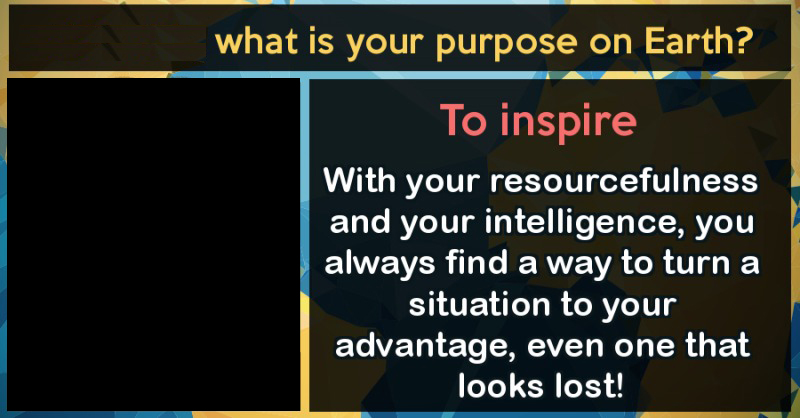 what is your purpose on Earth?
To inspire
With your resourcefulness
and your intelligence, you
always find a way to turn a
situation to your
advantage, even one that
looks lost!